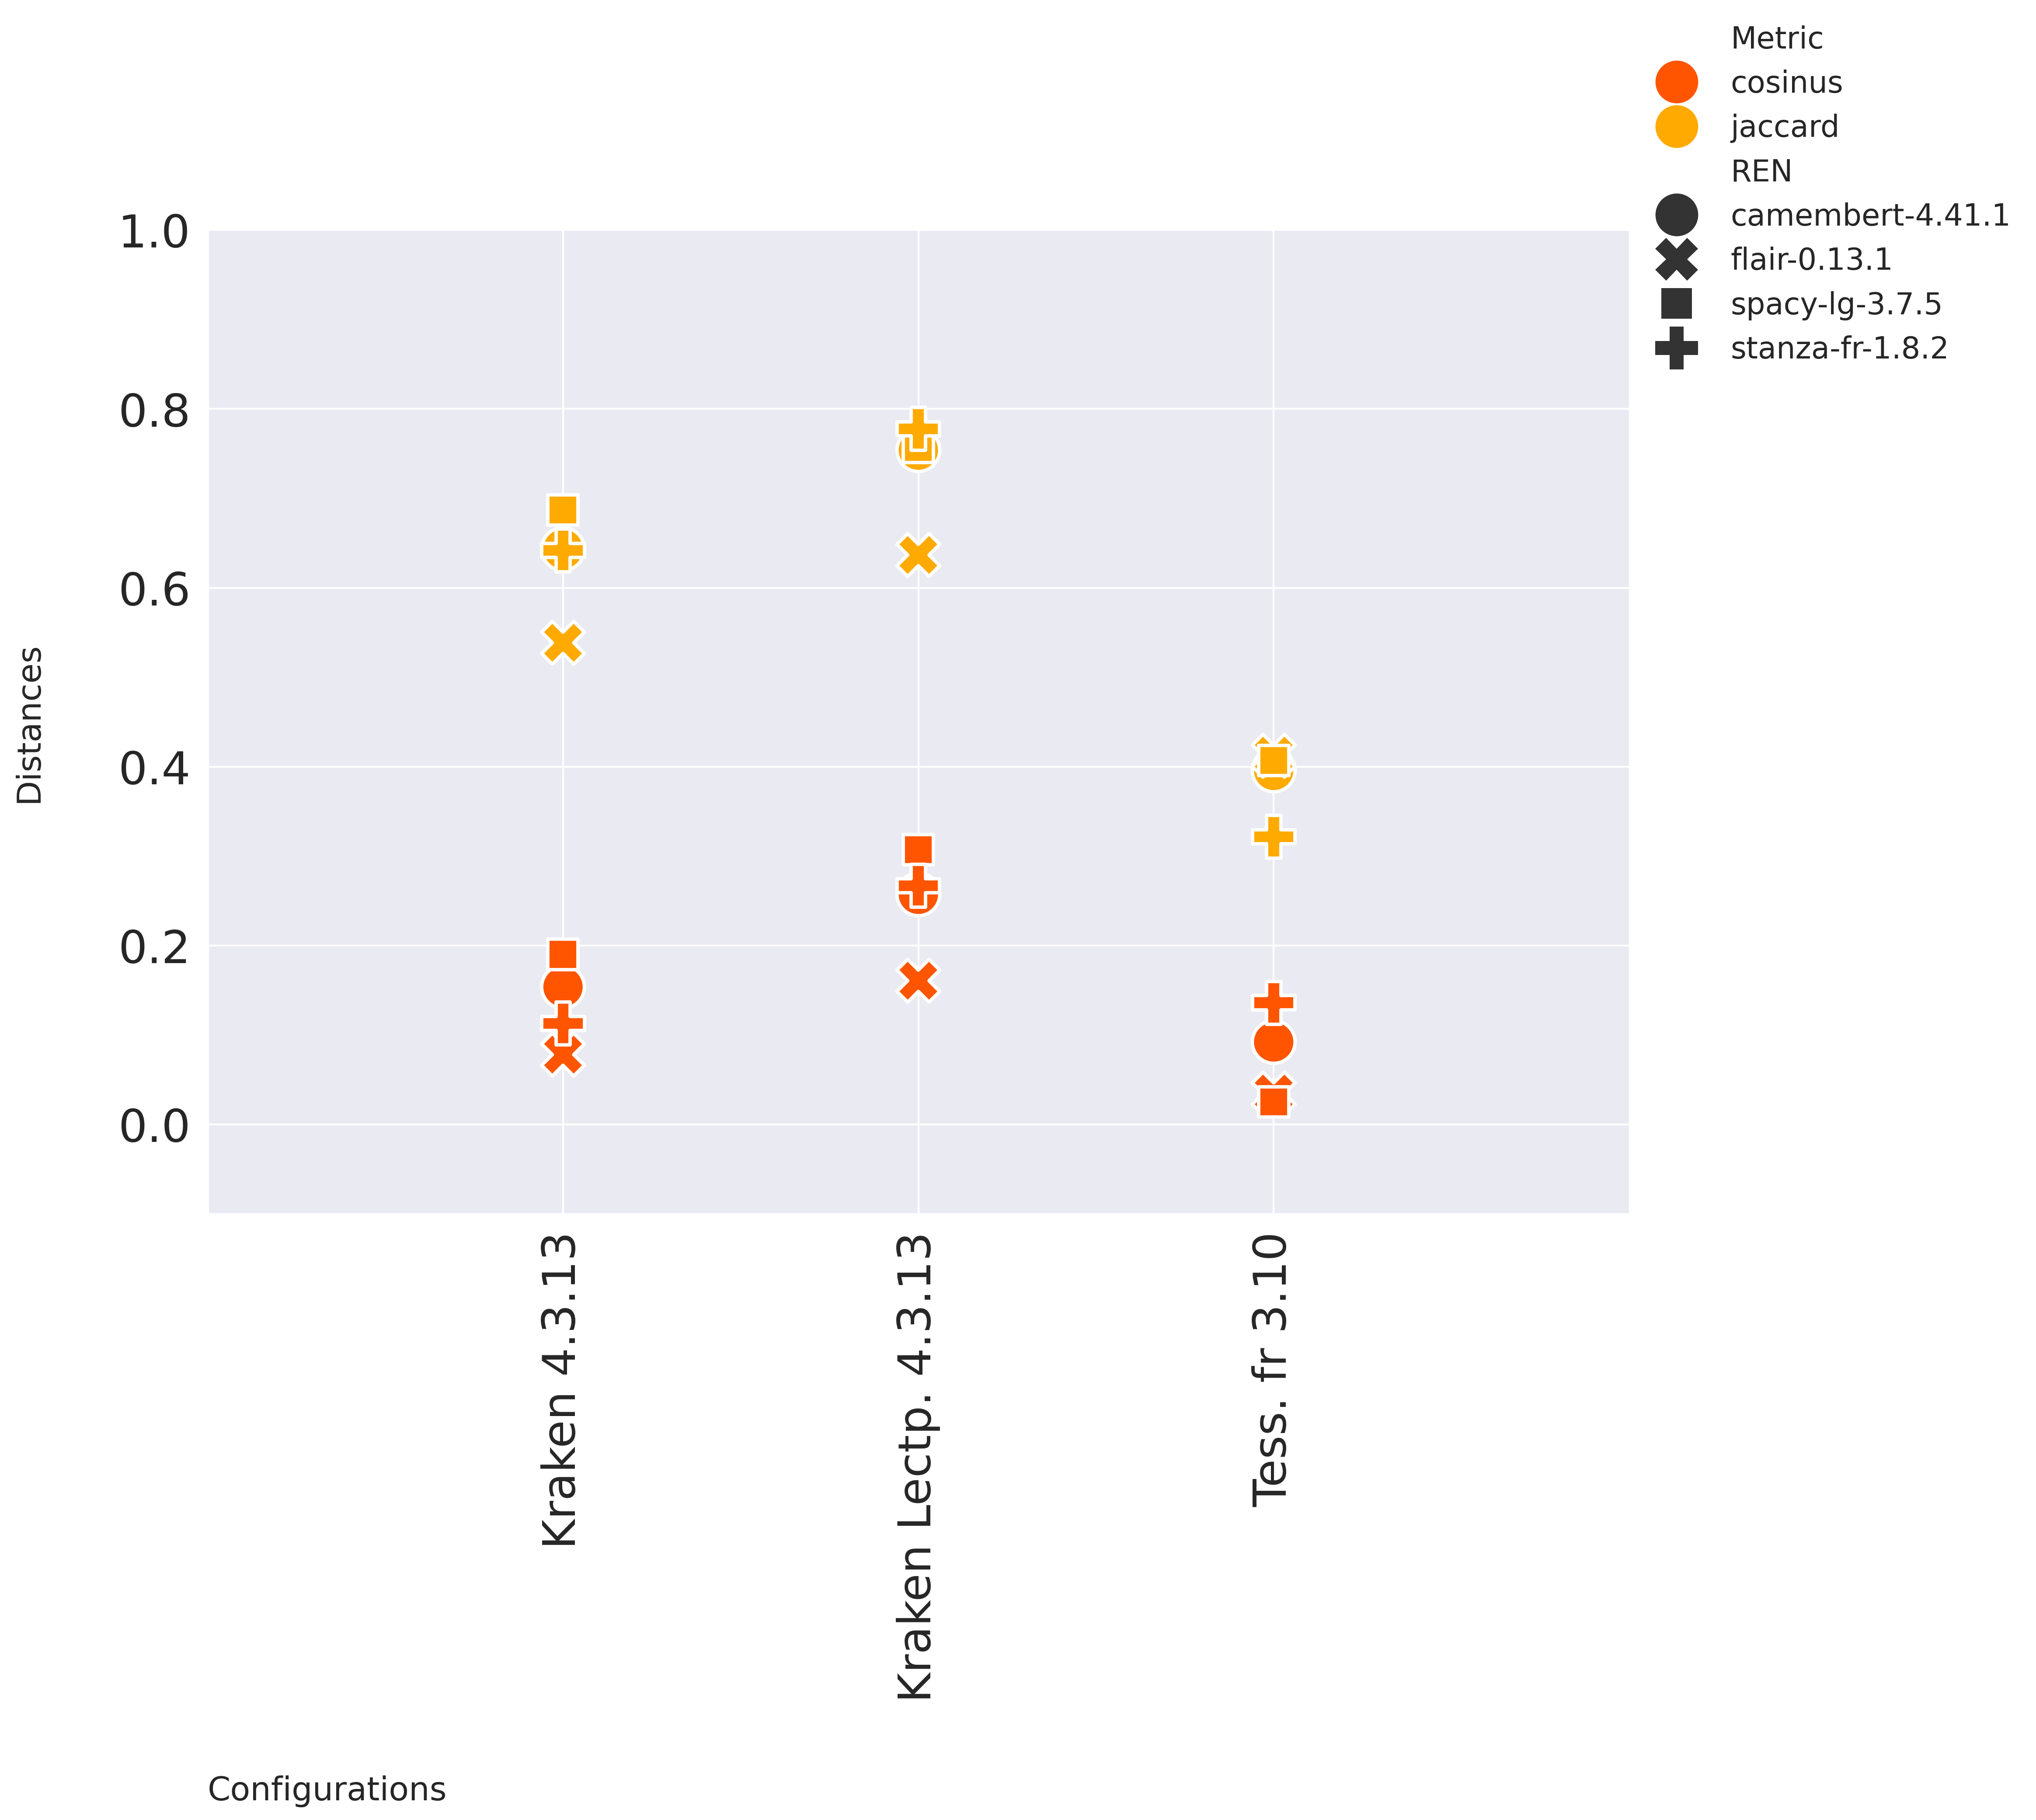 Metric
cosinus
jaccard
REN
camembert-4.41.1
flair-0.13.1
spacy-lg-3.7.5
stanza-fr-1.8.2
1.0
0.8
0.6
0.4
0.2
0.0
Distances
Kraken 4.3.13
Kraken Lectp. 4.3.13
Tess. fr 3.10
Configurations